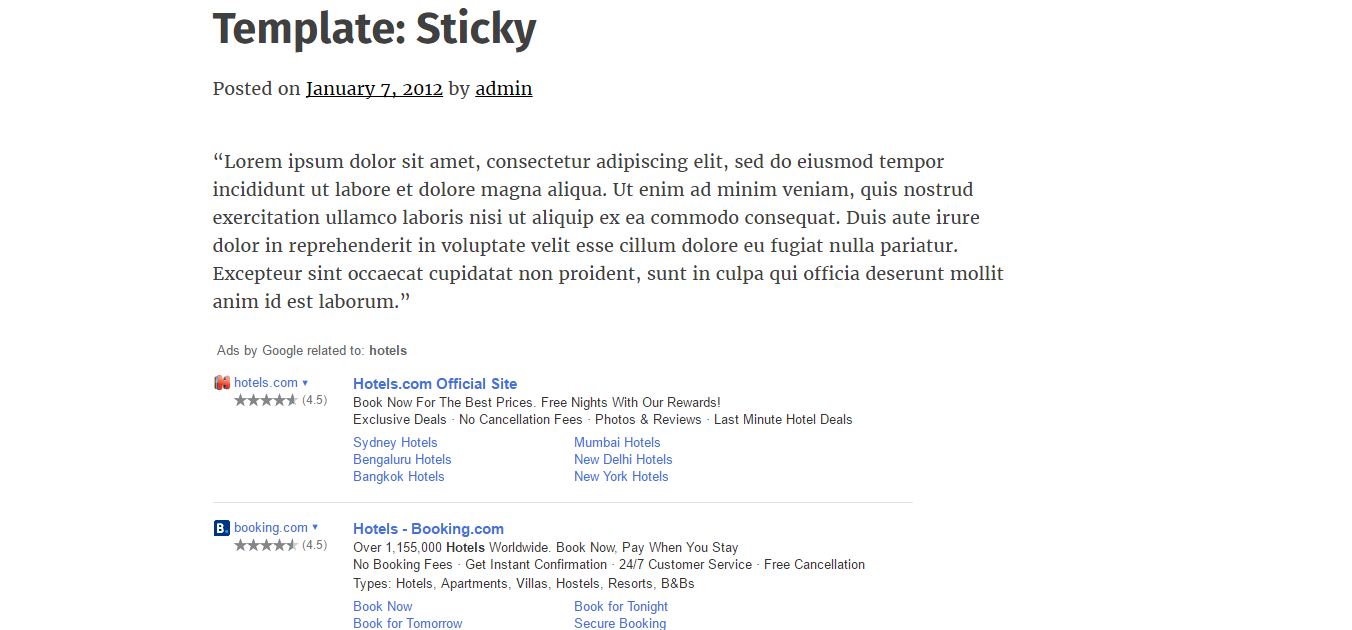 Template: Sticky
Posted on January 7, 2012 by admin
“Lorem ipsum dolor sit amet, consectetur adipiscing elit, sed do eiusmod tempor
incididunt ut labore et dolore magna aliqua. Ut enim ad minim veniam, quis nostrud
exercitation ullamco laboris nisi ut aliquip ex ea commodo consequat. Duis aute irure
dolor in reprehenderit in voluptate velit esse cillum dolore eu fugiat nulla pariatur.
Excepteur sint occaecat cupidatat non proident, sunt in culpa qui officia deserunt mollit
anim id est laborum.”
Ads by Google related to: hotels
hotels.com ▾
(4.5)
Hotels.com Official Site
Book Now For The Best Prices. Free Nights With Our Rewards!
Exclusive Deals · No Cancellation Fees · Photos & Reviews · Last Minute Hotel Deals
Sydney Hotels
Bengaluru Hotels
Bangkok Hotels
Mumbai Hotels
New Delhi Hotels
New York Hotels
B. booking.com ▾
(4.5)
Hotels - Booking.com
Over 1,155,000 Hotels Worldwide. Book Now, Pay When You Stay
No Booking Fees · Get Instant Confirmation · 24/7 Customer Service · Free Cancellation
Types: Hotels, Apartments, Villas, Hostels, Resorts, B&Bs
Book Now
Book for Tomorrow
Book for Tonight
Secure Booking